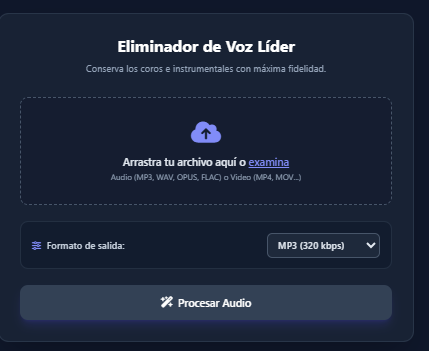 Eliminador de Voz Líder
Conserva los coros e instrumentales con máxima fidelidad.
Arrastra tu archivo aquí o examina
Audio (MP3, WAV, OPUS, FLAC) o Video (MP4, MOV...)
Formato de salida:
MP3 (320 kbps)
Procesar Audio